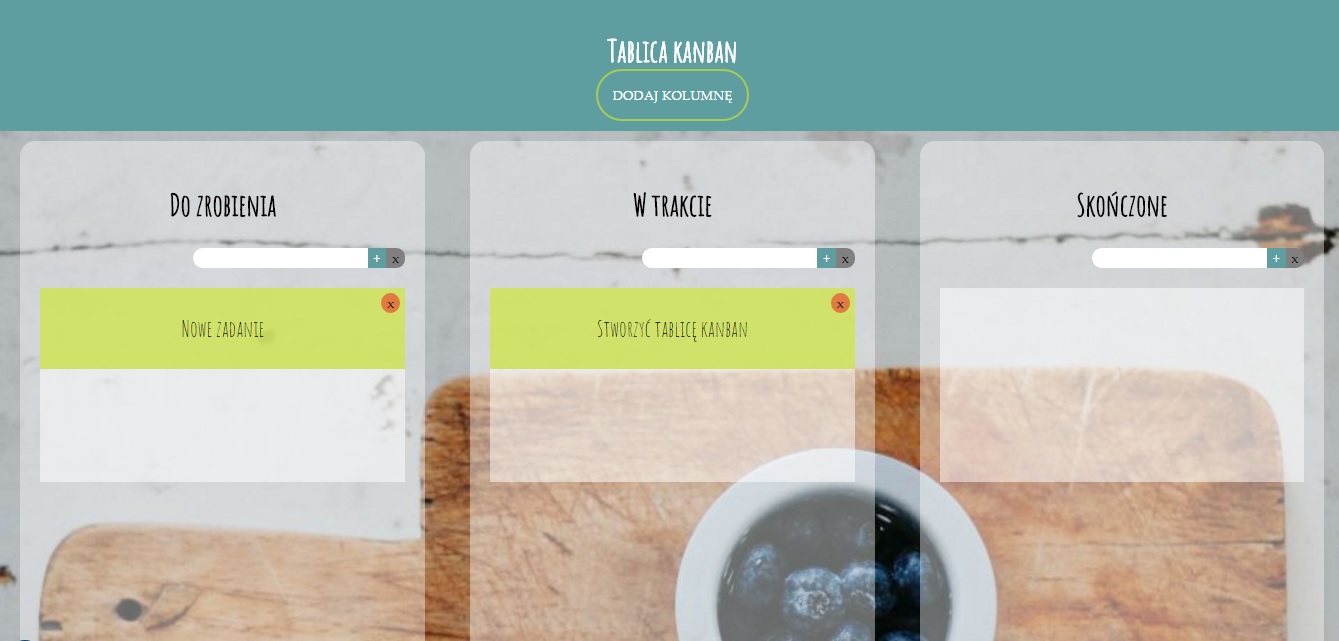 Tablica kanban
DODAJ KOLUMNĘ
Do zrobienia
W trakcie
Skończone
+ x
+ x
+ x
x
x
Nowe zadanie
Stworzyć tablicę kanban